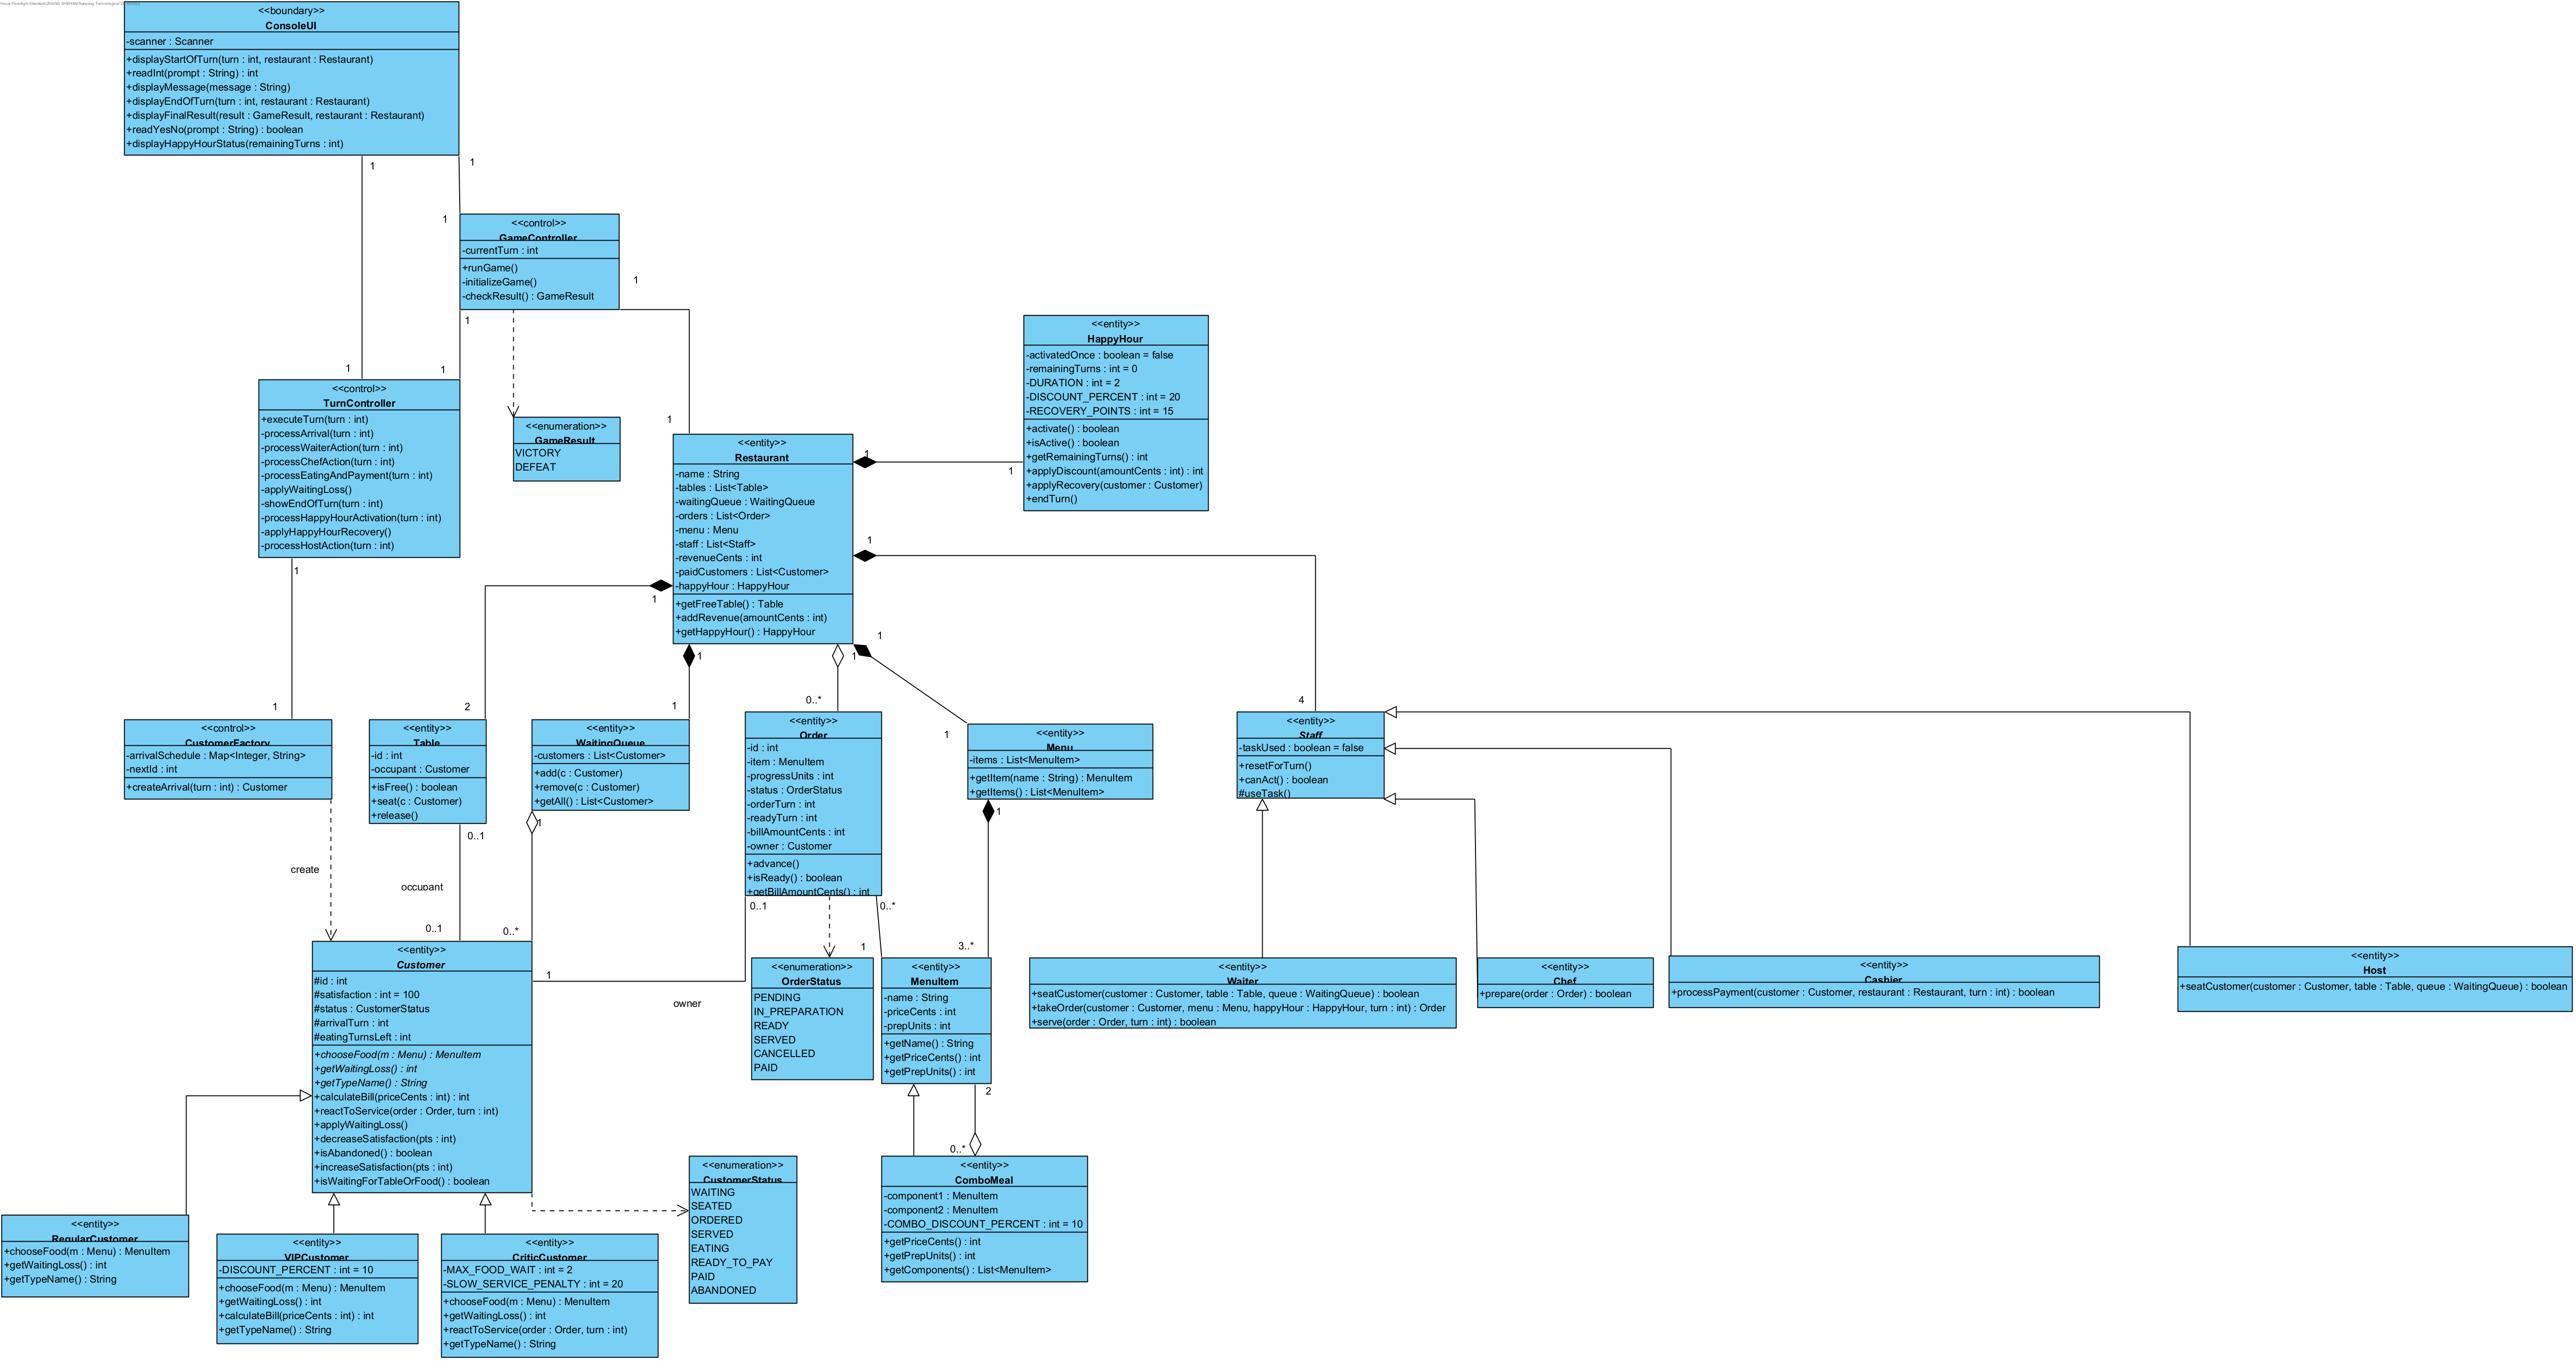 <<boundary>>
ConsoleUI
-scanner : Scanner
+displayStartOfTurn(turn : int, restaurant : Restaurant)
+readInt(prompt : String) : int
+displayMessage(message : String)
+displayEndOfTurn(turn : int, restaurant : Restaurant)
+displayFinalResult(result : GameResult, restaurant : Restaurant)
+readYesNo(prompt : String) : boolean
+displayHappyHourStatus(remainingTurns : int)
1
1
1
<<control>>
GameController
-currentTurn : int
+runGame()
-initializeGame()
-checkResult() : GameResult
1
1
1
1
1
<<control>>
TurnController
+executeTurn(turn : int)
-processArrival(turn : int)
-processWaiterAction(turn : int)
-processChefAction(turn : int)
-processEatingAndPayment(turn : int)
-applyWaitingLoss()
-showEndOfTurn(turn : int)
-processHappyHourActivation(turn : int)
-applyHappyHourRecovery()
-processHostAction(turn : int)
1
<<enumeration>>
GameResult
VICTORY
DEFEAT
<<entity>>
HappyHour
-activatedOnce : boolean = false
-remainingTurns : int = 0
-DURATION : int = 2
-DISCOUNT_PERCENT : int = 20
-RECOVERY_POINTS : int = 15
+activate() : boolean
+isActive() : boolean
+getRemainingTurns() : int
+applyDiscount(amountCents : int) : int
+applyRecovery(customer : Customer)
+endTurn()
<<entity>>
Restaurant
-name : String
-tables : List<Table>
-waitingQueue : WaitingQueue
-orders : List<Order>
-menu : Menu
-staff : List<Staff>
-revenueCents : int
-paidCustomers : List<Customer>
-happyHour : HappyHour
+getFreeTable() : Table
+addRevenue(amountCents : int)
+getHappyHour() : HappyHour
1
1
1
1
1
1
1
1
2
1
0..*
1
4
<<control>>
CustomerFactory
-arrivalSchedule : Map<Integer, String>
-nextId : int
+createArrival(turn : int) : Customer
create
<<entity>>
Table
-id : int
-occupant : Customer
+isFree() : boolean
+seat(c : Customer)
+release()
0..1
occupant
0..1
<<entity>>
WaitingQueue
-customers : List<Customer>
+add(c : Customer)
+remove(c : Customer)
+getAll() : List<Customer>
1
0..*
<<entity>>
Order
-id : int
-item : MenuItem
-progressUnits : int
-status : OrderStatus
-orderTurn : int
-readyTurn : int
-billAmountCents : int
-owner : Customer
+advance()
+isReady() : boolean
+getBillAmountCents() : int
0..1
0..*
1
1
owner
<<entity>>
Menu
-items : List<MenuItem>
+getItem(name : String) : MenuItem
+getItems() : List<MenuItem>
1
3..*
<<entity>>
Staff
-taskUsed : boolean = false
+resetForTurn()
+canAct() : boolean
#useTask()
<<entity>>
Customer
#id : int
#satisfaction : int = 100
#status : CustomerStatus
#arrivalTurn : int
#eatingTurnsLeft : int
+chooseFood(m : Menu) : MenuItem
+getWaitingLoss() : int
+getTypeName() : String
+calculateBill(priceCents : int) : int
+reactToService(order : Order, turn : int)
+applyWaitingLoss()
+decreaseSatisfaction(pts : int)
+isAbandoned() : boolean
+increaseSatisfaction(pts : int)
+isWaitingForTableOrFood() : boolean
<<enumeration>>
OrderStatus
PENDING
IN_PREPARATION
READY
SERVED
CANCELLED
PAID
<<entity>>
MenuItem
-name : String
-priceCents : int
-prepUnits : int
+getName() : String
+getPriceCents() : int
+getPrepUnits() : int
2
0..*
<<entity>>
Waiter
+seatCustomer(customer : Customer, table : Table, queue : WaitingQueue) : boolean
+takeOrder(customer : Customer, menu : Menu, happyHour : HappyHour, turn : int) : Order
+serve(order : Order, turn : int) : boolean
<<entity>>
Chef
+prepare(order : Order) : boolean
<<entity>>
Cashier
+processPayment(customer : Customer, restaurant : Restaurant, turn : int) : boolean
<<entity>>
Host
+seatCustomer(customer : Customer, table : Table, queue : WaitingQueue) : boolean
<<enumeration>>
CustomerStatus
WAITING
SEATED
ORDERED
SERVED
EATING
READY_TO_PAY
PAID
ABANDONED
<<entity>>
ComboMeal
-component1 : MenuItem
-component2 : MenuItem
-COMBO_DISCOUNT_PERCENT : int = 10
+getPriceCents() : int
+getPrepUnits() : int
+getComponents() : List<MenuItem>
<<entity>>
RegularCustomer
+chooseFood(m : Menu) : MenuItem
+getWaitingLoss() : int
+getTypeName() : String
<<entity>>
VIPCustomer
-DISCOUNT_PERCENT : int = 10
+chooseFood(m : Menu) : MenuItem
+getWaitingLoss() : int
+calculateBill(priceCents : int) : int
+getTypeName() : String
<<entity>>
CriticCustomer
-MAX_FOOD_WAIT : int = 2
-SLOW_SERVICE_PENALTY : int = 20
+chooseFood(m : Menu) : MenuItem
+getWaitingLoss() : int
+reactToService(order : Order, turn : int)
+getTypeName() : String